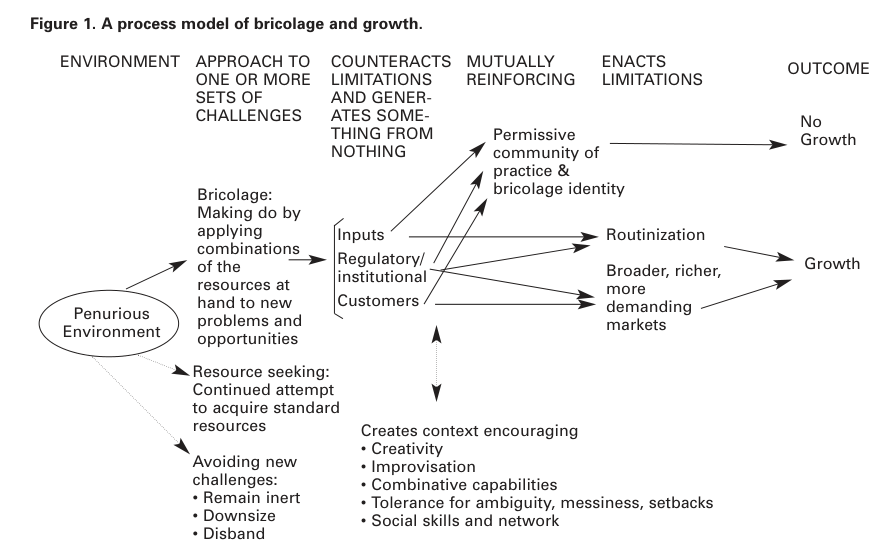 Figure 1. A process model of bricolage and growth.
ENVIRONMENT
APPROACH TO
ONE OR MORE
SETS OF
CHALLENGES
COUNTERACTS
LIMITATIONS
AND GENER-
ATES SOME-
THING FROM
NOTHING
MUTUALLY
REINFORCING
ENACTS
LIMITATIONS
OUTCOME
Penurious
Environment
Bricolage:
Making do by
applying
combinations
of the
resources at
hand to new
problems and
opportunities
Resource seeking:
Continued attempt
to acquire standard
resources
Avoiding new
challenges:
• Remain inert
• Downsize
• Disband
Inputs
Regulatory/
institutional
Customers
Creates context encouraging
• Creativity
• Improvisation
• Combinative capabilities
• Tolerance for ambiguity, messiness, setbacks
• Social skills and network
Permissive
community of
practice &
bricolage identity
Routinization
Broader, richer,
more
demanding
markets
No
Growth
Growth